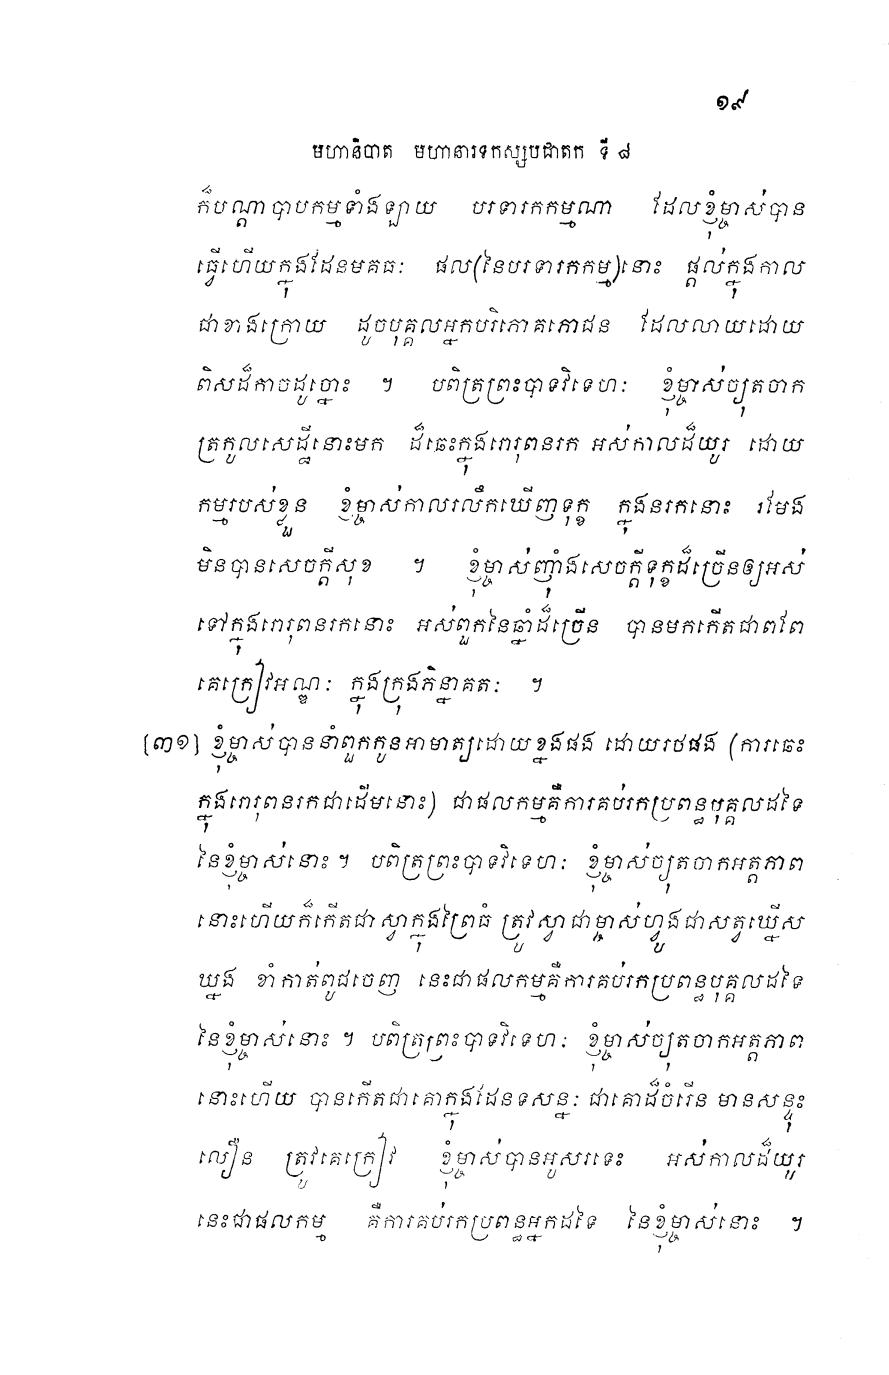 ១៩
មហានិបាត មហានារទកស្សបជាតក ទី ៨
ក៏បណ្ដាបាបកម្មទាំងឡាយ បរទារកកម្មណា ដែលខ្ញុំម្ចាស់បាន
ធ្វើហើយក្នុងដែនមគធៈ ផល(នៃបរទារកកម្ម)នោះ ផ្ដល់ក្នុងកាល
ជាខាងក្រោយ ដូចបុគ្គលអ្នកបរិភោគភោជន ដែលលាយដោយ
ពិសដ៏កាចដូច្នោះ ។ បពិត្រព្រះបាទវិទេហៈ ខ្ញុំម្ចាស់ច្យុតចាក
ត្រកូលសេដ្ឋីនោះមក ដ៏ឆេះក្នុងរោរុពនរក អស់កាលដ៏យូរ ដោយ
កម្មរបស់ខ្លួន ខ្ញុំម្ចាស់កាលរលឹកឃើញទុក្ខ ក្នុងនរកនោះ រមែង
មិនបានសេចក្ដីសុខ ។ ខ្ញុំម្ចាស់ញ៉ាំងសេចក្ដីទុក្ខដ៏ច្រើនឲ្យអស់
ទៅក្នុងរោរុពនរកនោះ អស់ពួកនៃឆ្នាំដ៏ច្រើន បានមកកើតជាពពែ
គេក្រៀវអណ្ឌៈ ក្នុងក្រុងភិន្នាគតៈ ។
[៣១] ខ្ញុំម្ចាស់បាននាំពួកកូនអាមាត្យដោយខ្នងផង ដោយរថផង (ការឆេះ
ក្នុងរោរុពនរកជាដើមនោះ) ជាផលកម្មគឺការគប់រកប្រពន្ធបុគ្គលដទៃ
នៃខ្ញុំម្ចាស់នោះ ។ បពិត្រព្រះបាទវិទេហៈ ខ្ញុំម្ចាស់ច្យុតចាកអត្តភាព
នោះហើយក៏កើតជាស្វាក្នុងព្រៃធំ ត្រូវស្វាជាម្ចាស់ហ្វូងជាសត្វឃ្នើស
ឃ្នង ខាំកាត់ពូជចេញ នេះជាផលកម្មគឺការគប់រកប្រពន្ធបុគ្គលដទៃ
នៃខ្ញុំម្ចាស់នោះ ។ បពិត្រព្រះបាទវិទេហៈ ខ្ញុំម្ចាស់ច្យុតចាកអត្តភាព
នោះហើយ បានកើតជាគោក្នុងដែនទសន្នៈ ជាគោដ៏ចំរើន មានសន្ទុះ
លឿន ត្រូវគេក្រៀវ ខ្ញុំម្ចាស់បានអូសរទេះ អស់កាលដ៏យូរ
នេះជាផលកម្ម គឺការគប់រកប្រពន្ធអ្នកដទៃ នៃខ្ញុំម្ចាស់នោះ ។